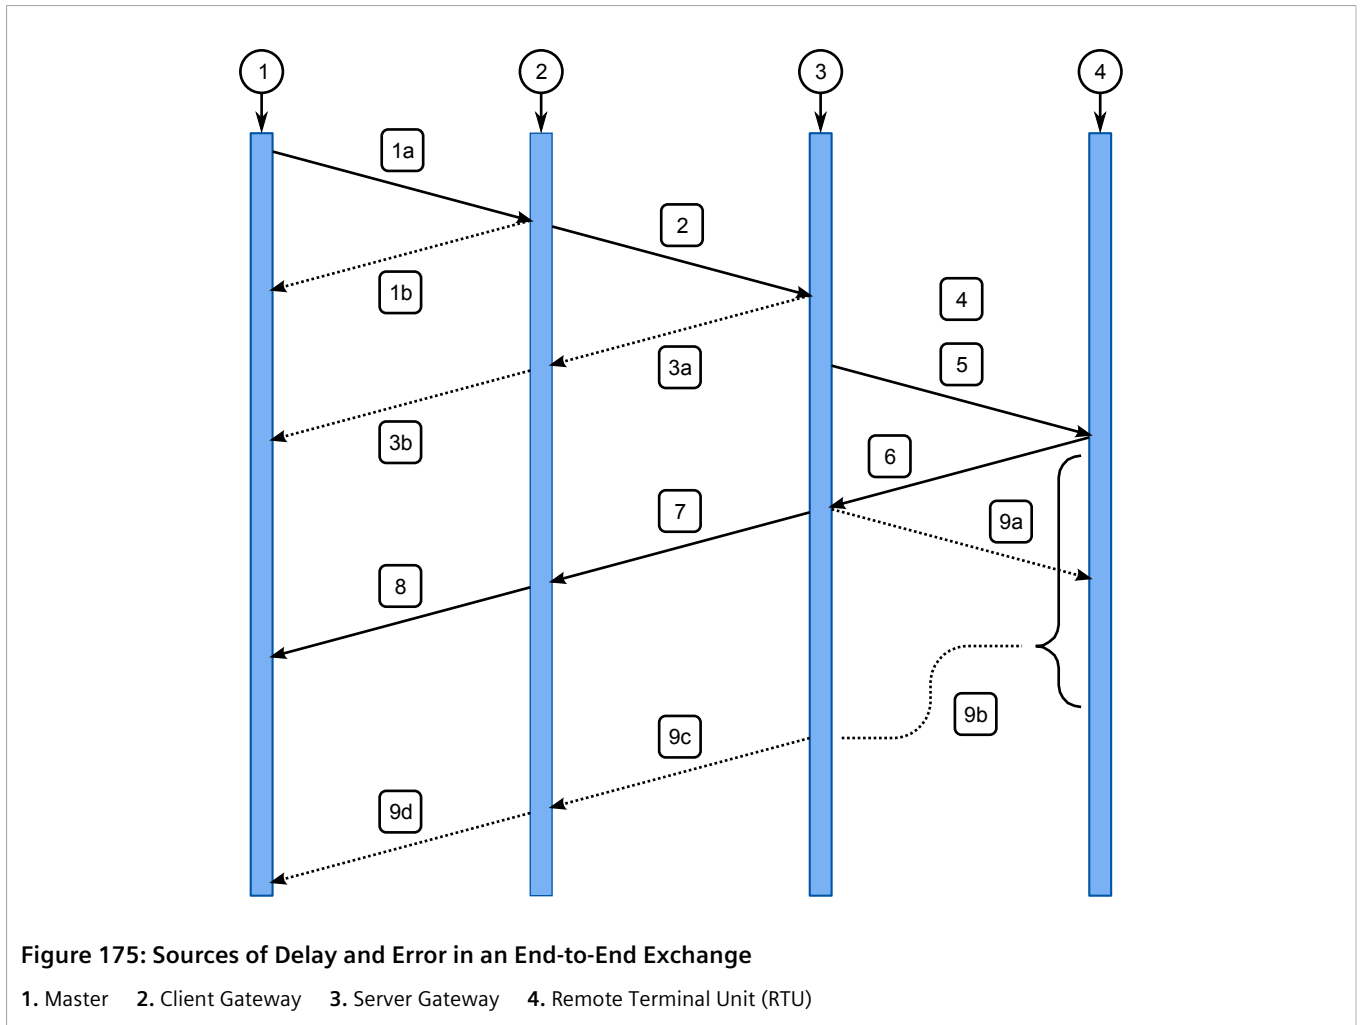 1 2 3 4
1a
2
1b
4
3a
5
3b
6
7
9a
8
9b
9c
9d
Figure 175: Sources of Delay and Error in an End-to-End Exchange
1. Master 2. Client Gateway 3. Server Gateway 4. Remote Terminal Unit (RTU)